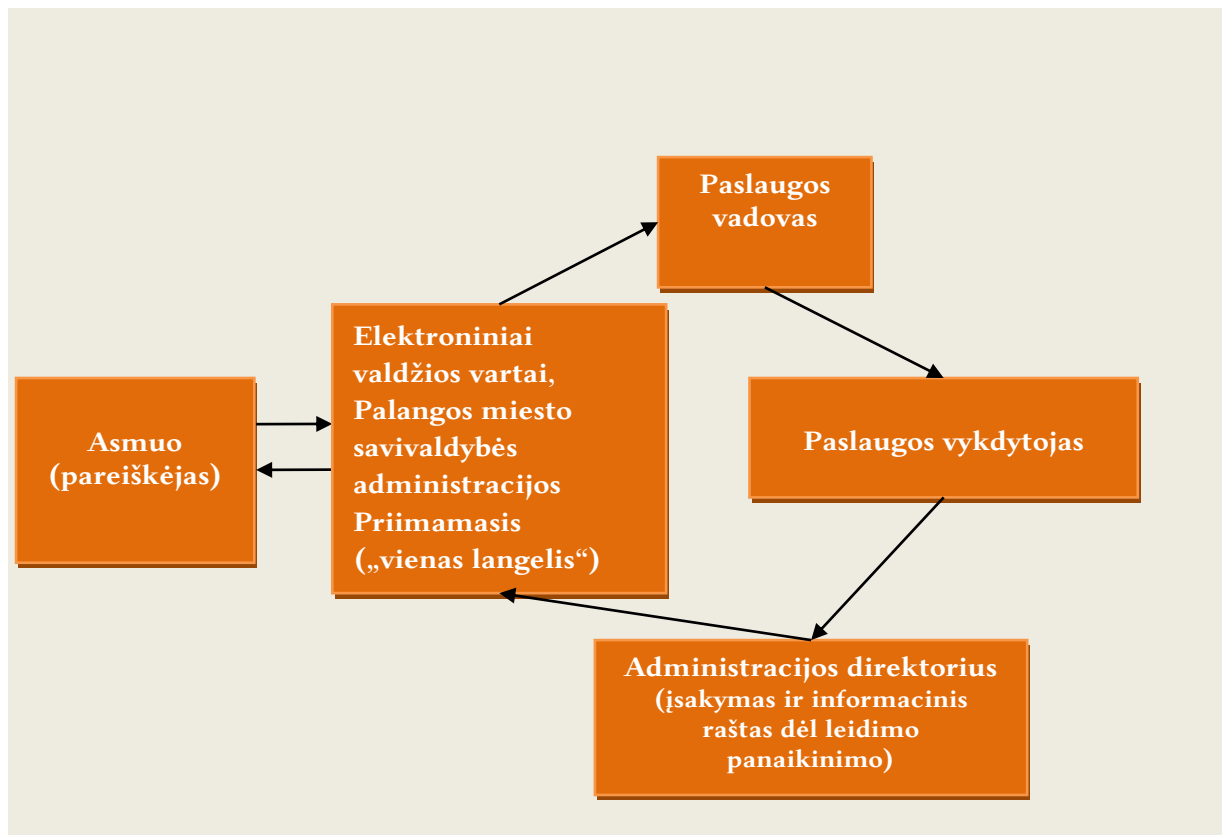 Paslaugos
vadovas
Elektroniniai
valdžios vartai,
Palangos miesto
savivaldybės
administracijos
Priimamasis
(„vienas langelis“)
Asmuo
(pareiškėjas)
Paslaugos vykdytojas
Administracijos direktorius
(įsakymas ir informacinis
raštas dėl leidimo
panaikinimo)